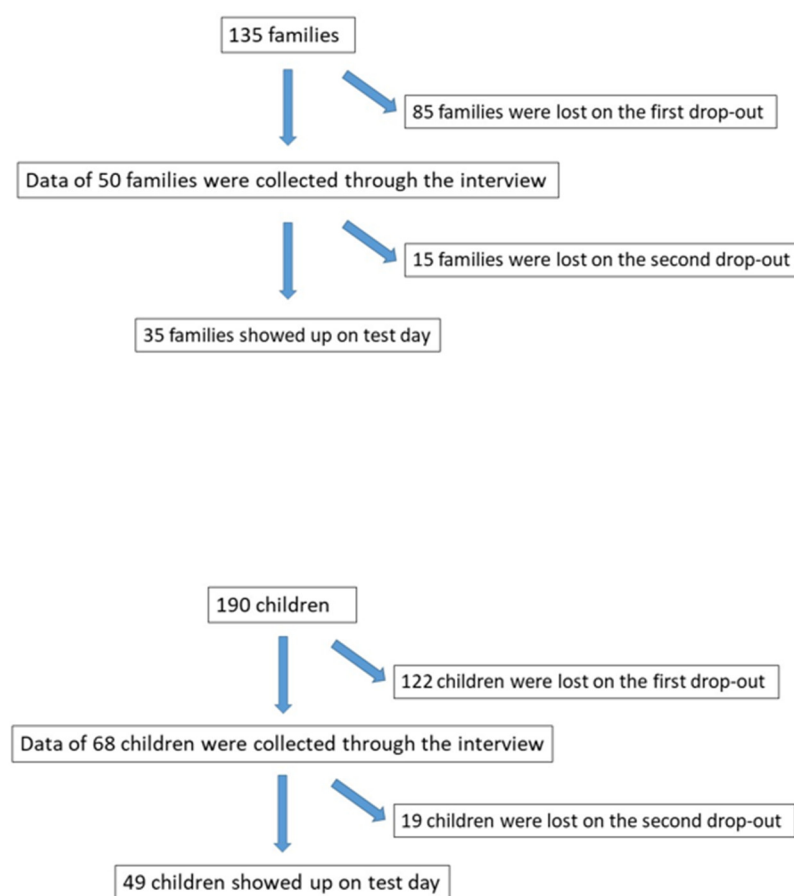 135 families
85 families were lost on the first drop-out
Data of 50 families were collected through the interview
15 families were lost on the second drop-out
35 families showed up on test day
190 children
122 children were lost on the first drop-out
Data of 68 children were collected through the interview
19 children were lost on the second drop-out
49 children showed up on test day